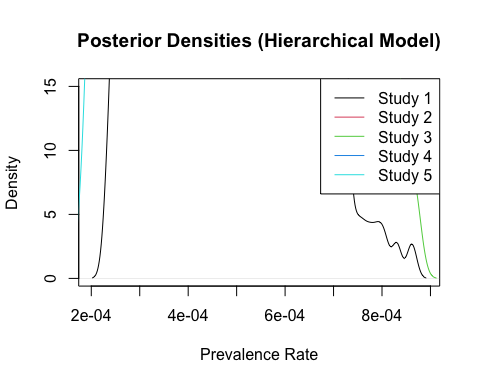 Posterior Densities (Hierarchical Model)
15
10
5
0
Density
Study 1
Study 2
Study 3
Study 4
Study 5
2e-04 4e-04 6e-04 8e-04
Prevalence Rate